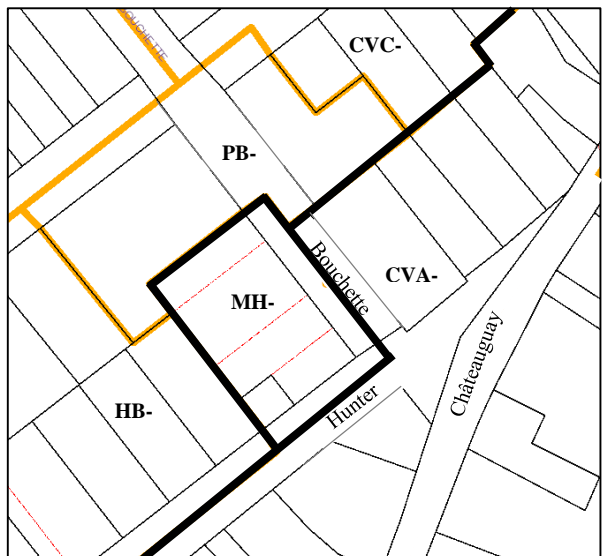 BOUCHETTE
CVC-
PB-
Bouchette
CVA-
MH-
Châteauguay
Hunter
HB-